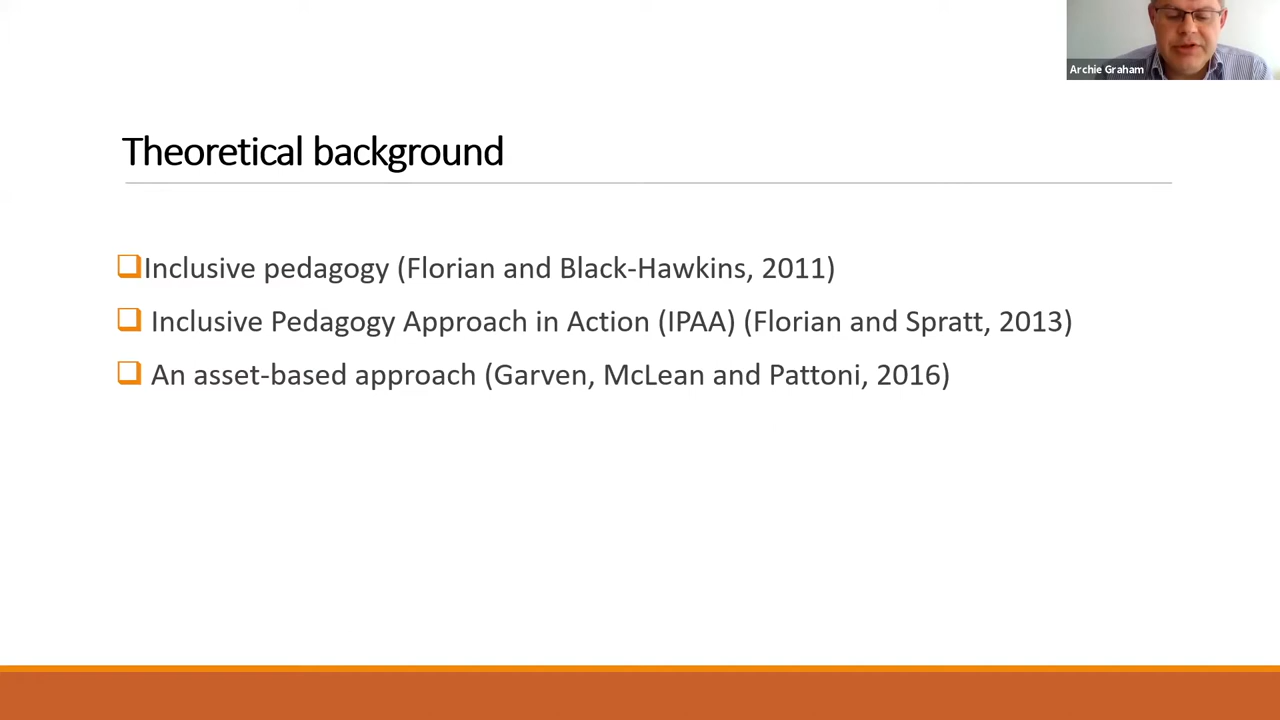 Archie Graham
Theoretical background
Inclusive pedagogy (Florian and Black-Hawkins, 2011)
Inclusive Pedagogy Approach in Action (IPAA) (Florian and Spratt, 2013)
An asset-based approach (Garven, McLean and Pattoni, 2016)